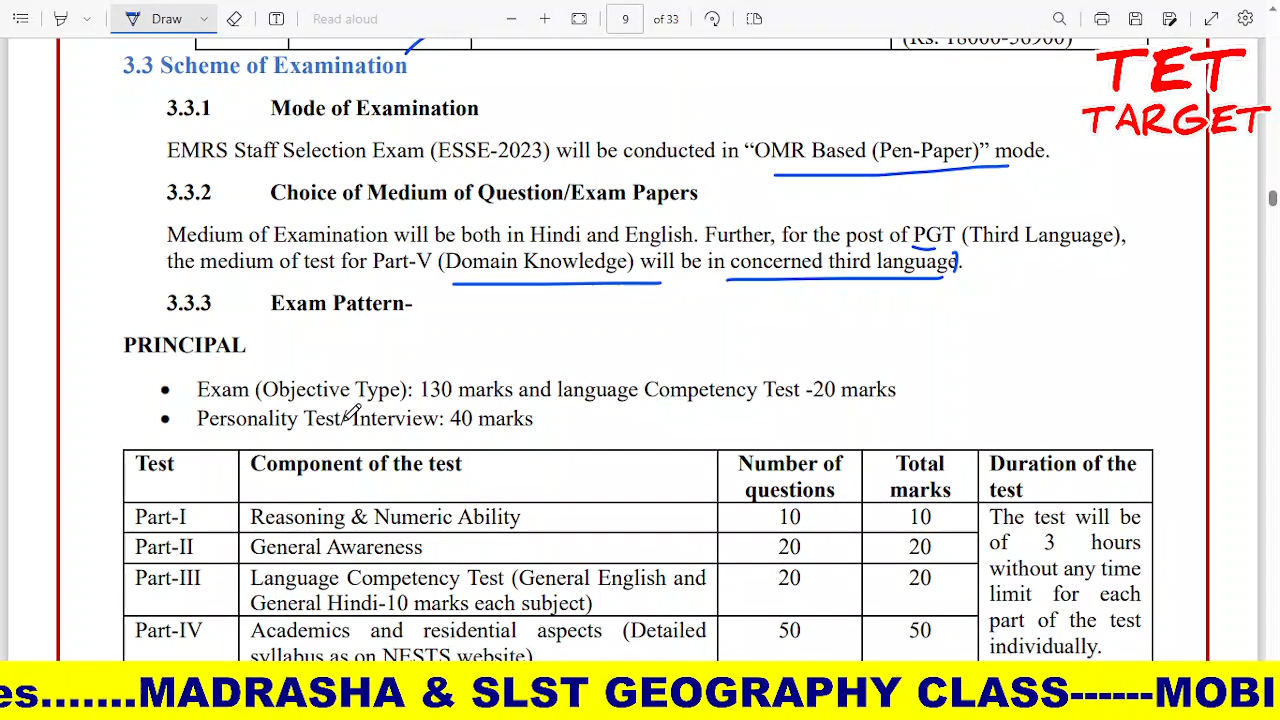 Draw
Read aloud
9
of 33
(Rs. 18000-56900)
TET
TARGET
3.3 Scheme of Examination
3.3.1 Mode of Examination
EMRS Staff Selection Exam (ESSE-2023) will be conducted in “OMR Based (Pen-Paper)” mode.
3.3.2 Choice of Medium of Question/Exam Papers
Medium of Examination will be both in Hindi and English. Further, for the post of PGT (Third Language),
the medium of test for Part-V (Domain Knowledge) will be in concerned third language.
3.3.3 Exam Pattern-
PRINCIPAL
• Exam (Objective Type): 130 marks and language Competency Test -20 marks
• Personality Test/Interview: 40 marks
Test Component of the test Number of questions Total marks Duration of the test
Part-I Reasoning & Numeric Ability 10 10 The test will be
Part-II General Awareness 20 20 of 3 hours
without any time
Part-III Language Competency Test (General English and 20 20
General Hindi-10 marks each subject) limit for each
part of the test
Part-IV Academics and residential aspects (Detailed 50 50
individually.
syllabus as on NESTS website)
es.......MADRASHA & SLST GEOGRAPHY CLASS------MOBI